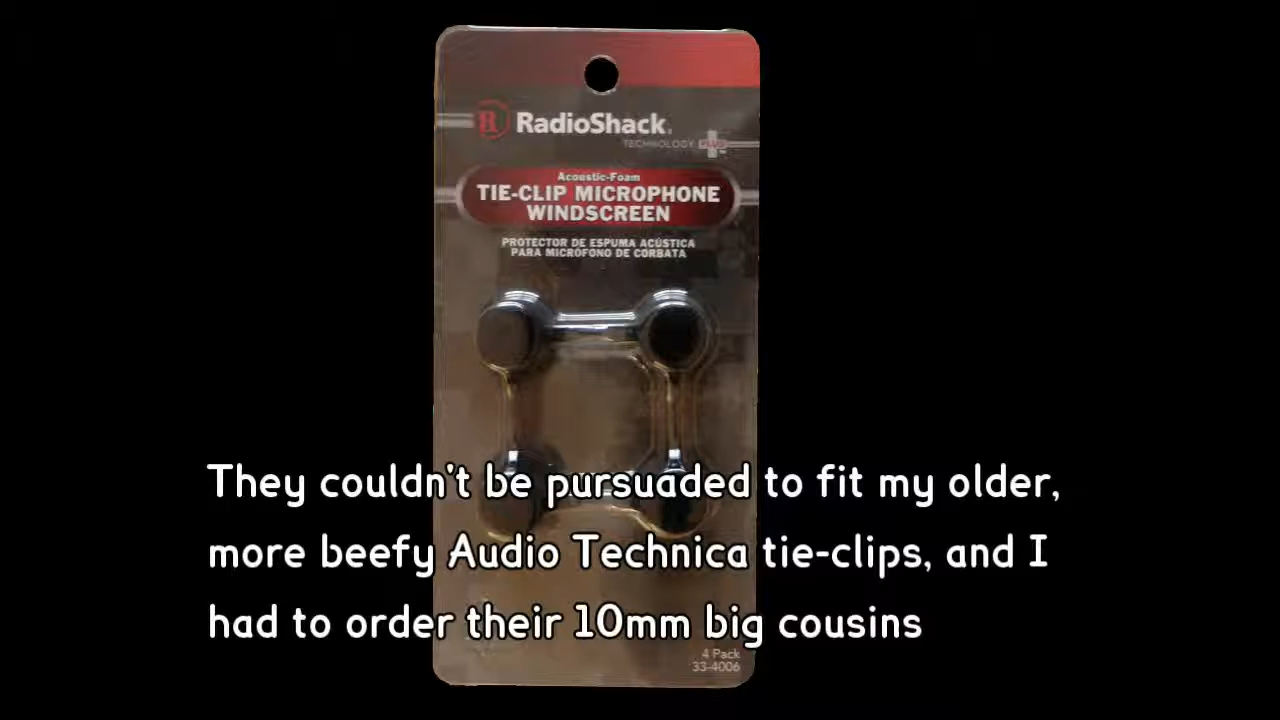 RadioShack.
TECHNOLOGY PLUS
Acoustic-Foam
TIE-CLIP MICROPHONE
WINDSCREEN
PROTECTOR DE ESPUMA ACÚSTICA
PARA MICRÓFONO DE CORBATA
They couldn't be pursuaded to fit my older,
more beefy Audio Technica tie-clips, and I
had to order their 10mm big cousins
4 Pack
33-4006